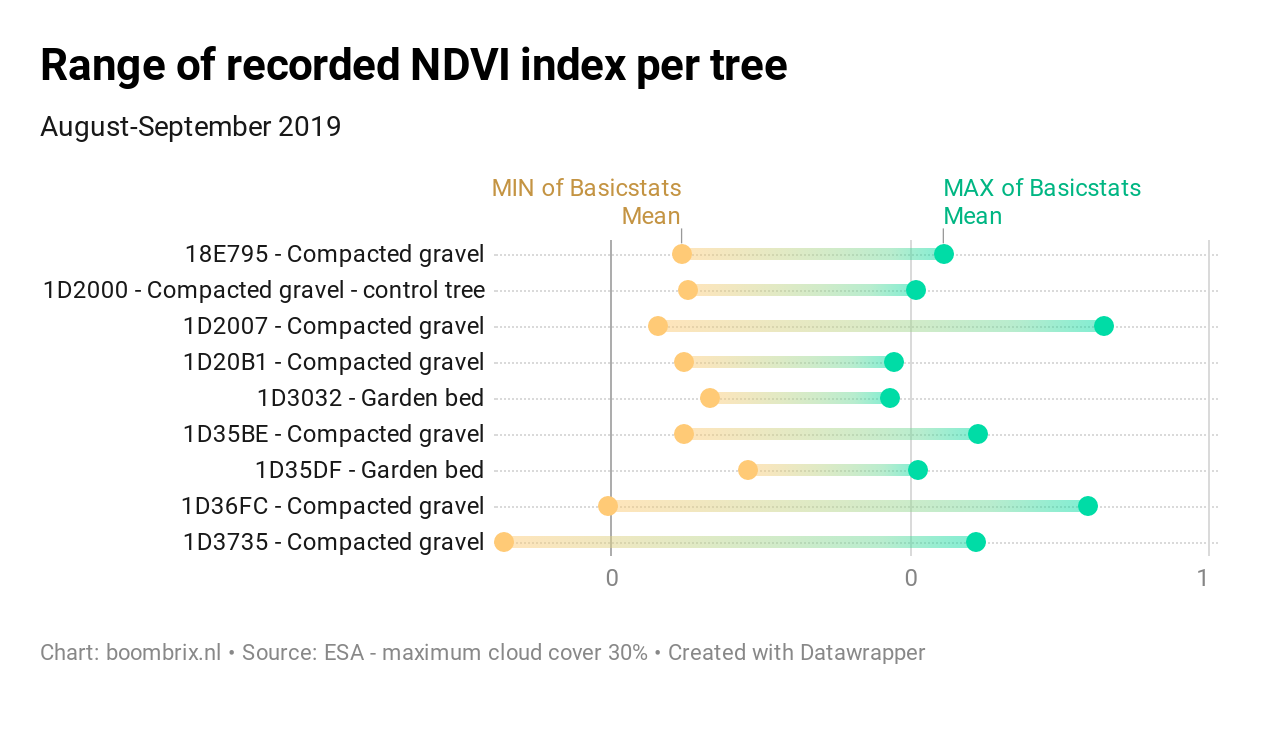 Range of recorded NDVI index per tree
August-September 2019
MIN of Basicstats
Mean
MAX of Basicstats
Mean
18E795 - Compacted gravel
1D2000 - Compacted gravel - control tree
1D2007 - Compacted gravel
1D20B1 - Compacted gravel
1D3032 - Garden bed
1D35BE - Compacted gravel
1D35DF - Garden bed
1D36FC - Compacted gravel
1D3735 - Compacted gravel
0 0 1
Chart: boombrix.nl • Source: ESA - maximum cloud cover 30% • Created with Datawrapper